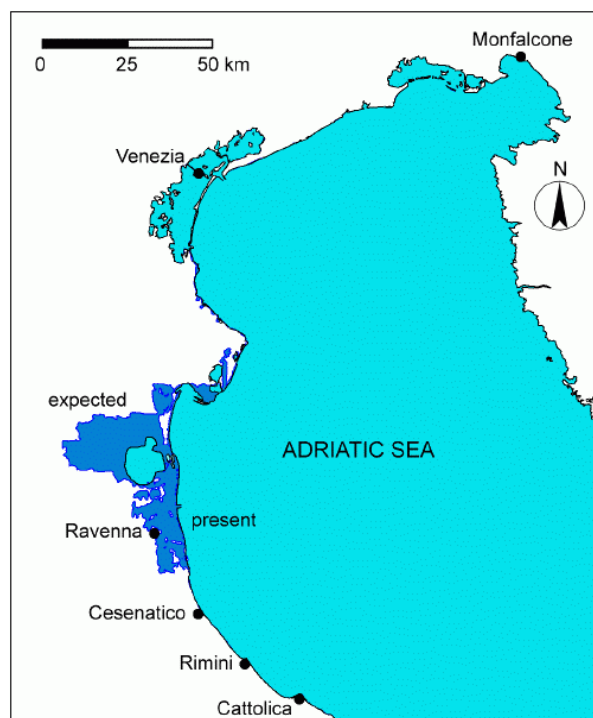 Monfalcone
0 25 50 km
Venezia
N
expected
ADRIATIC SEA
present
Ravenna
Cesenatico
Rimini
Cattolica